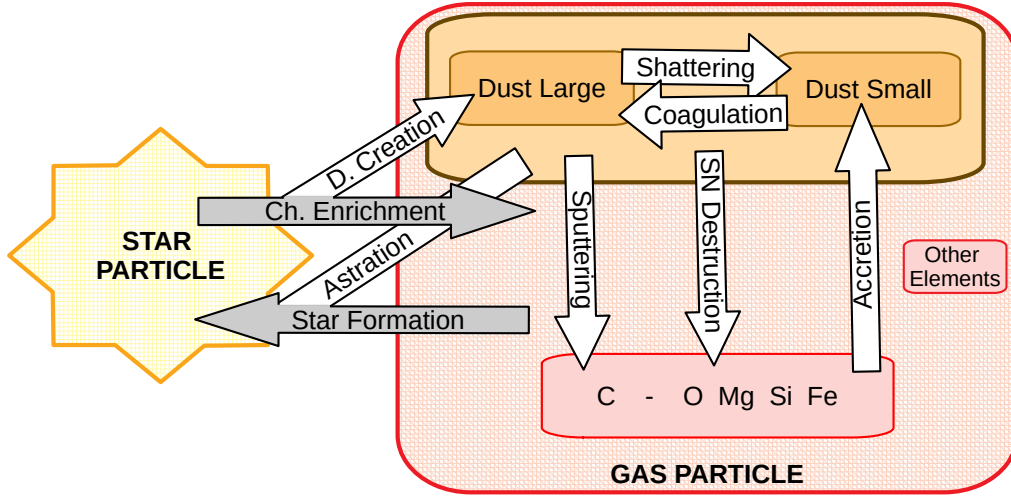 Shattering
Dust Large
Dust Small
Coagulation
D. Creation
Ch. Enrichment
STAR
PARTICLE
Astration
Star Formation
Sputtering
SN Destruction
Accretion
Other
Elements
C - O Mg Si Fe
GAS PARTICLE